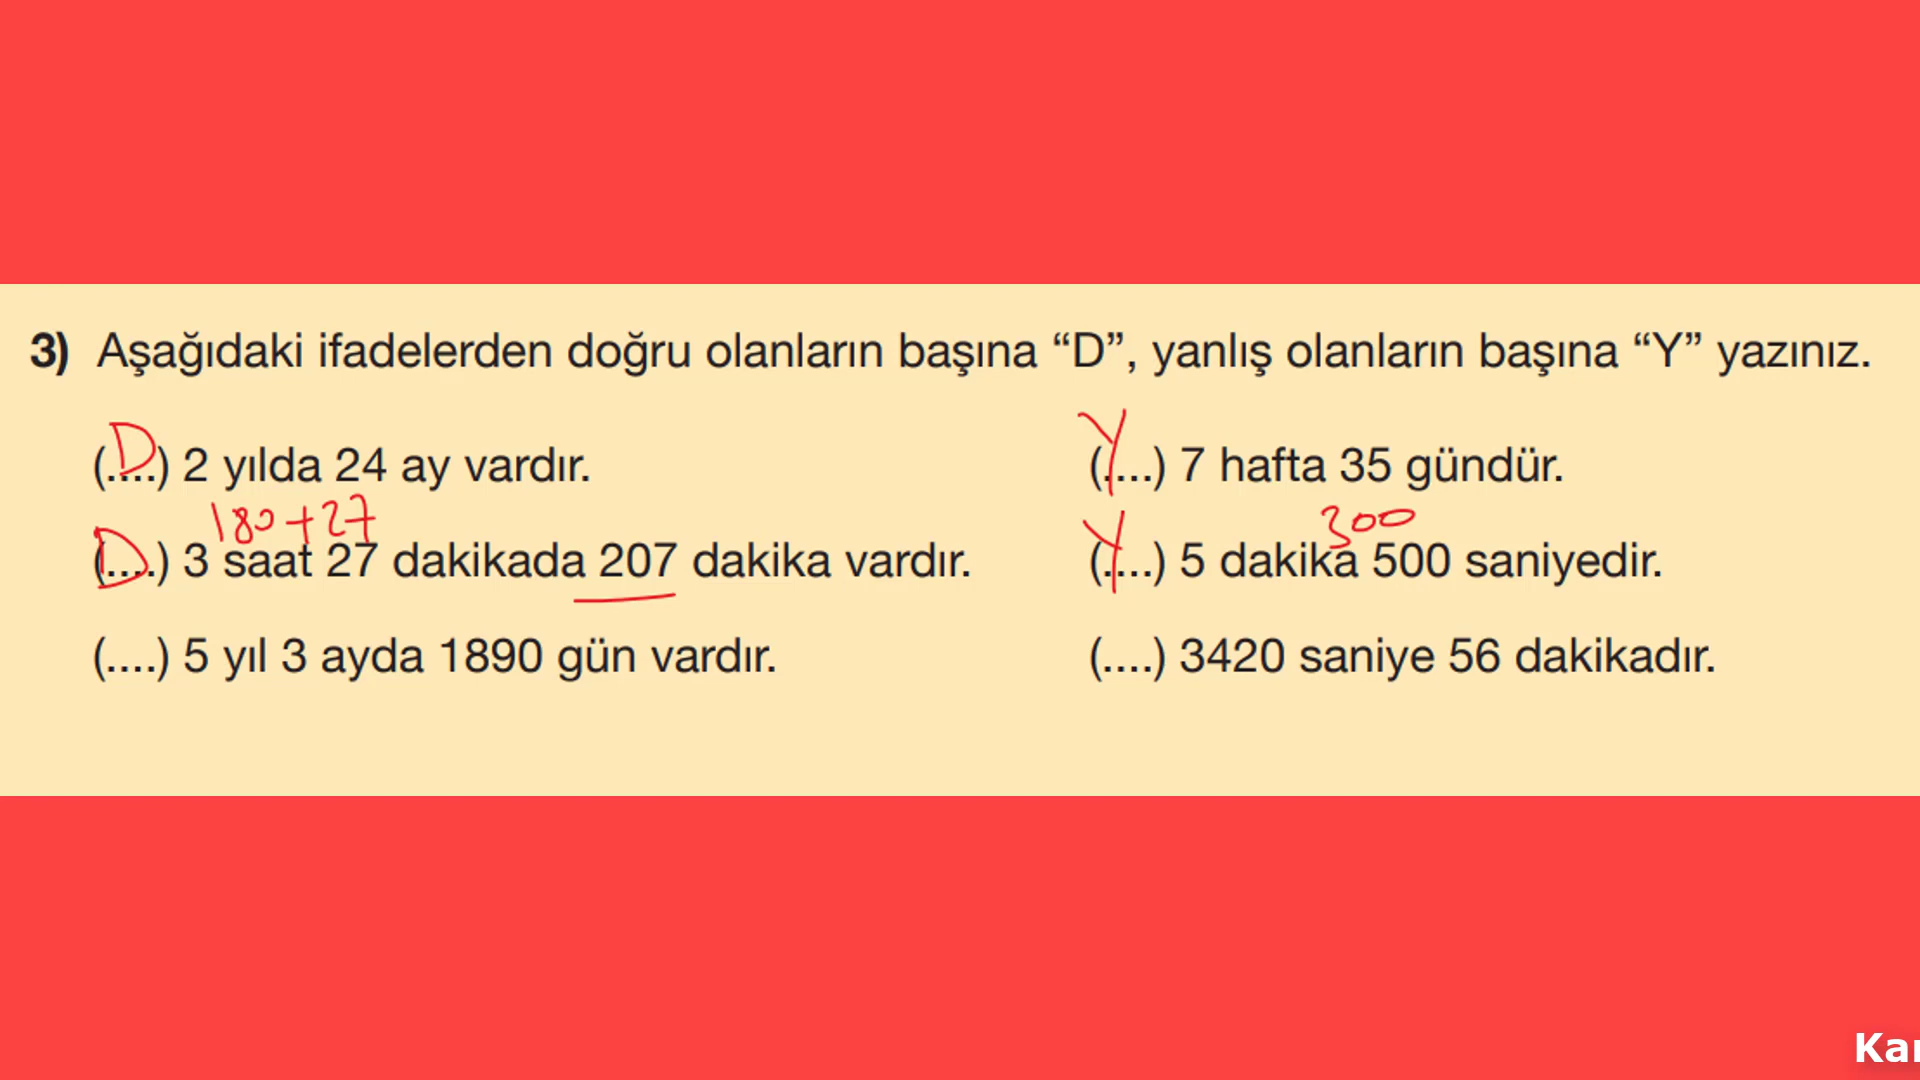 3) Aşağıdaki ifadelerden doğru olanların başına “D”, yanlış olanların başına “Y” yazınız.
D
(....) 2 yılda 24 ay vardır.
180+27
D
(....) 3 saat 27 dakikada 207 dakika vardır.
(....) 5 yıl 3 ayda 1890 gün vardır.
Y
(....) 7 hafta 35 gündür.
300
Y
(....) 5 dakika 500 saniyedir.
(....) 3420 saniye 56 dakikadır.